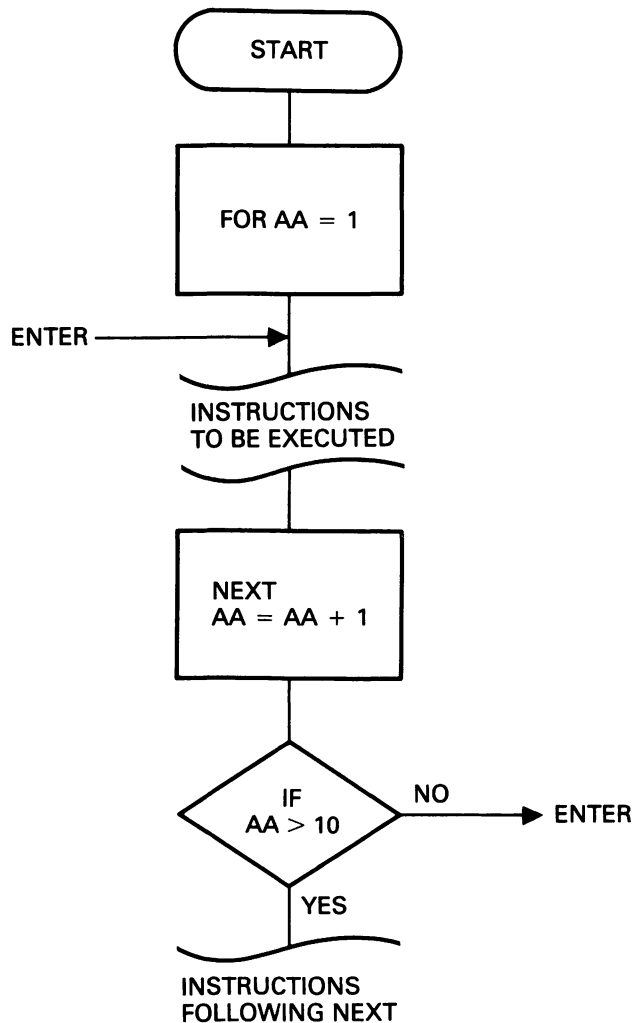 START
FOR AA = 1
ENTER
INSTRUCTIONS
TO BE EXECUTED
NEXT
AA = AA + 1
IF
AA > 10
NO
ENTER
YES
INSTRUCTIONS
FOLLOWING NEXT